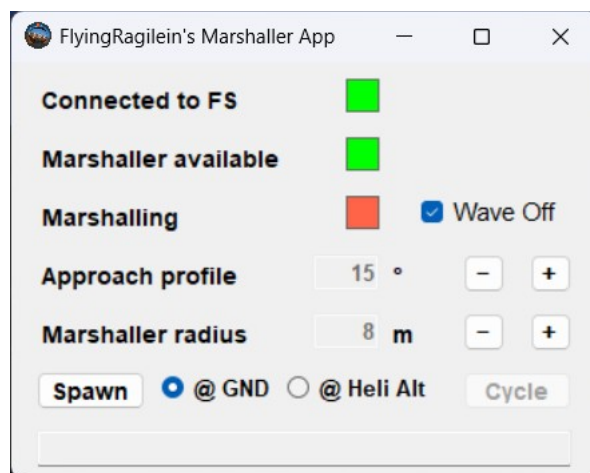 FlyingRagilein's Marshaller App
Connected to FS
Marshaller available
Marshalling Wave Off
Approach profile 15 ° - +
Marshaller radius 8 m - +
Spawn @ GND @ Heli Alt Cycle